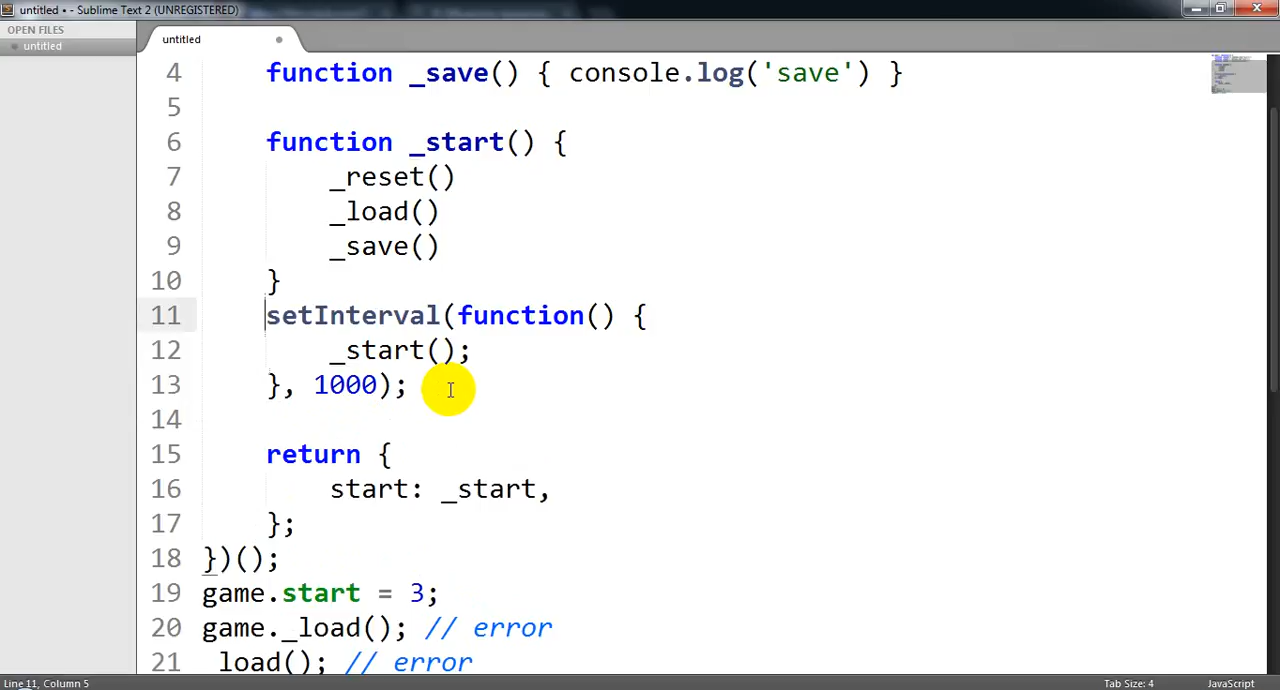 untitled • - Sublime Text 2 (UNREGISTERED)
OPEN FILES
untitled
untitled
4 function _save() { console.log('save') }
5
6 function _start() {
7 _reset()
8 _load()
9 _save()
10 }
11 setInterval(function() {
12 _start();
13 }, 1000);
14
15 return {
16 start: _start,
17 };
18 })();
19 game.start = 3;
20 game._load(); // error
21 _load(); // error
Line 11, Column 5
Tab Size: 4
JavaScript